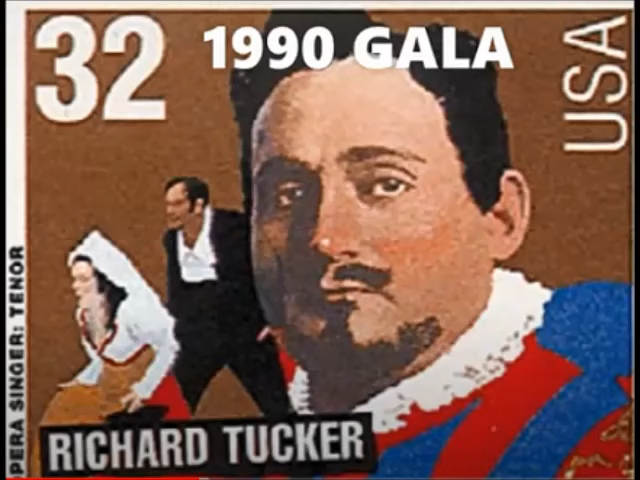 32
1990 GALA
USA
PERA SINGER: TENOR
RICHARD TUCKER